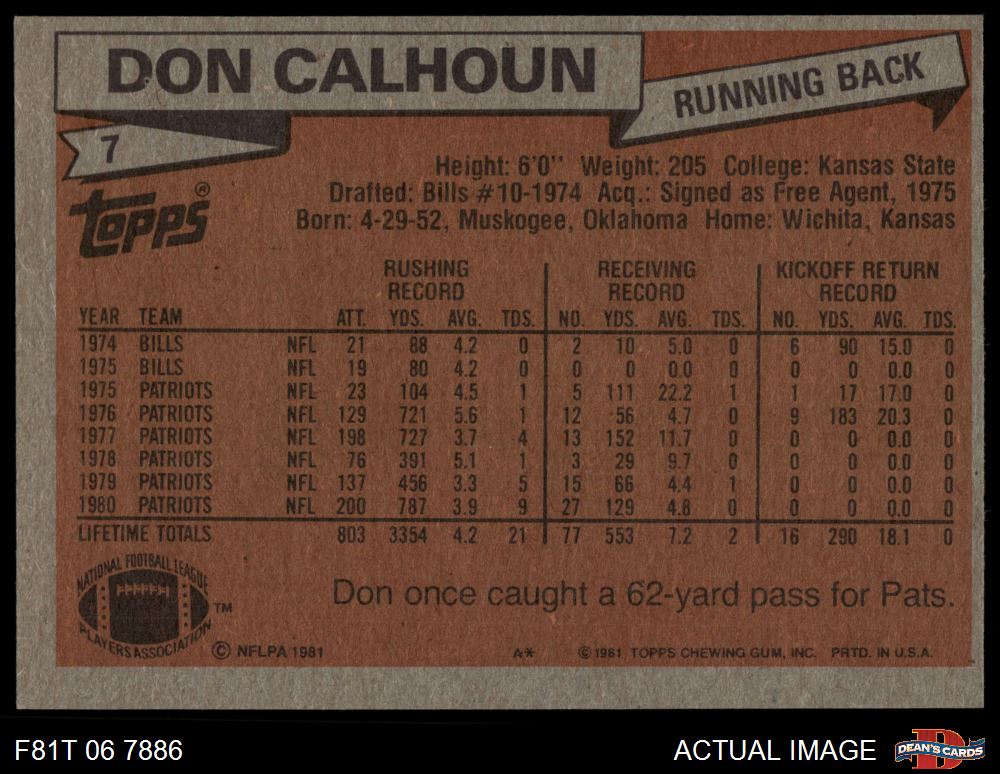 DON CALHOUN
RUNNING BACK
7
Height: 6'0" Weight: 205 College: Kansas State
Drafted: Bills #10-1974 Acq.: Signed as Free Agent, 1975
Born: 4-29-52, Muskogee, Oklahoma Home: Wichita, Kansas
TOPPS ®
RUSHING RECEIVING KICKOFF RETURN
RECORD RECORD RECORD
YEAR TEAM ATT. YDS. AVG. TDS. NO. YDS. AVG. TDS. NO. YDS. AVG. TDS.
1974 BILLS NFL 21 88 4.2 0 2 10 5.0 0 6 90 15.0 0
1975 BILLS NFL 19 80 4.2 0 0 0 0.0 0 0 0 0.0 0
1975 PATRIOTS NFL 23 104 4.5 1 5 111 22.2 1 1 17 17.0 0
1976 PATRIOTS NFL 129 721 5.6 1 12 56 4.7 0 9 183 20.3 0
1977 PATRIOTS NFL 198 727 3.7 4 13 152 11.7 0 0 0 0.0 0
1978 PATRIOTS NFL 76 391 5.1 1 3 29 9.7 0 0 0 0.0 0
1979 PATRIOTS NFL 137 456 3.3 5 15 66 4.4 1 0 0 0.0 0
1980 PATRIOTS NFL 200 787 3.9 9 27 129 4.8 0 0 0 0.0 0
LIFETIME TOTALS 803 3354 4.2 21 77 553 7.2 2 16 290 18.1 0
NATIONAL FOOTBALL LEAGUE
PLAYERS ASSOCIATION ™
Don once caught a 62-yard pass for Pats.
© NFLPA 1981 A* © 1981 TOPPS CHEWING GUM, INC. PRTD. IN U.S.A.
F81T 06 7886 ACTUAL IMAGE D DEAN'S CARDS